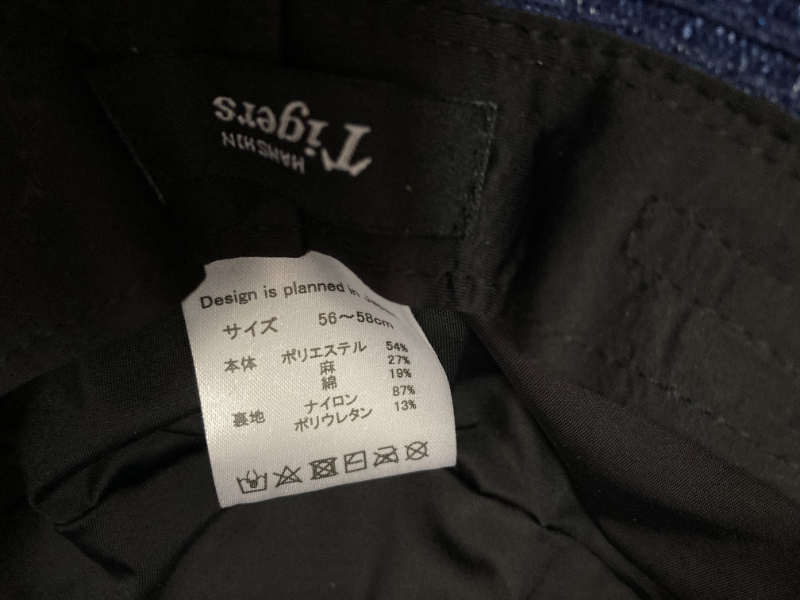 HANSHIN
Tigers
Design is planned in Japan
サイズ 56～58cm
本体 ポリエステル 54%
麻 27%
綿 19%
裏地 ナイロン 87%
ポリウレタン 13%